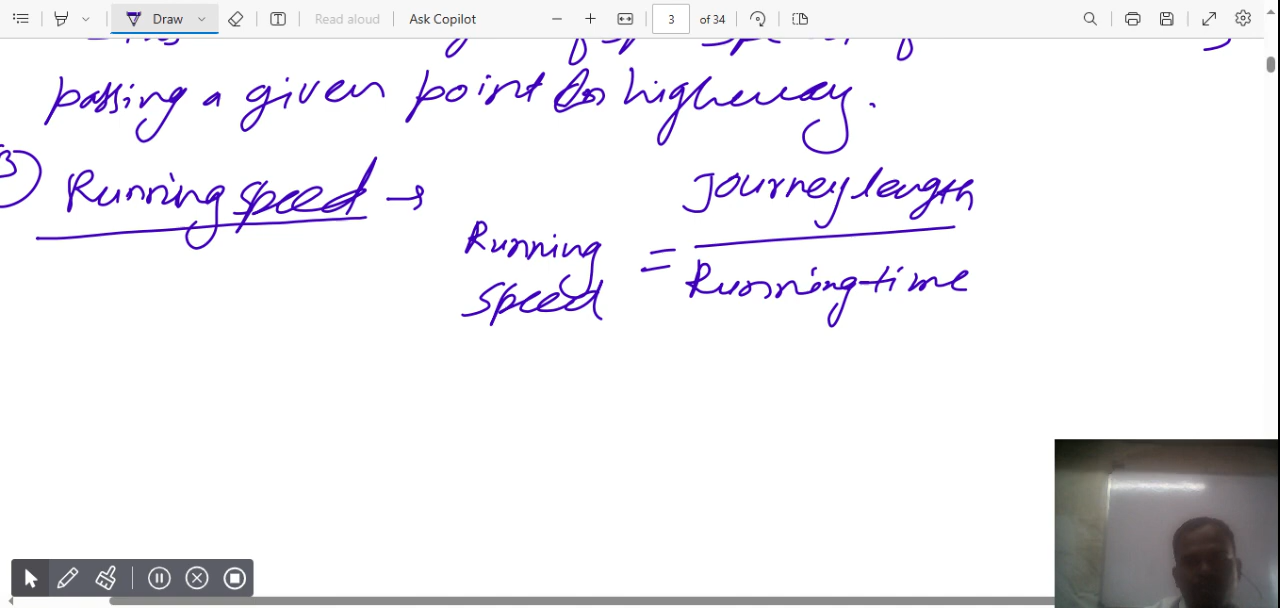 Draw
Read aloud
Ask Copilot
3 of 34
passing a given point on highway.
Running speed →
Running speed = Journey length / Running time